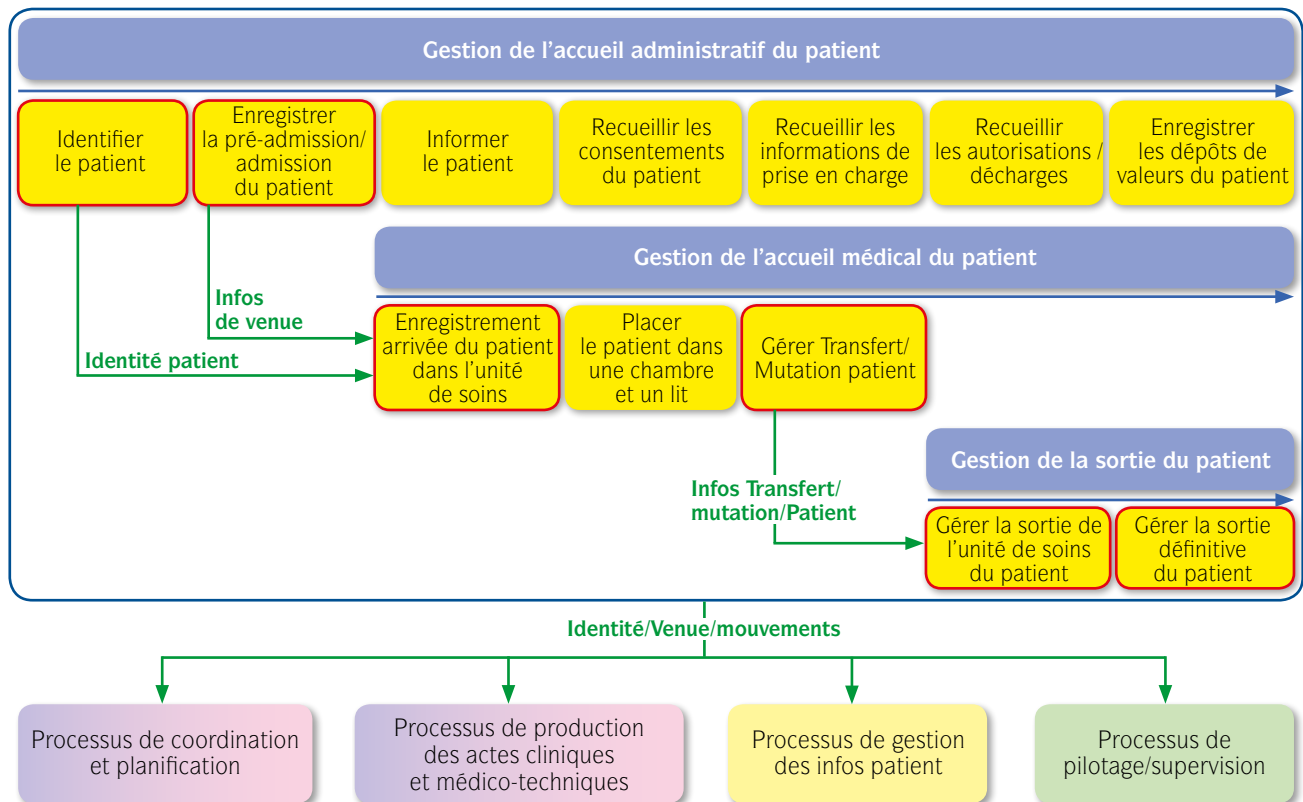 Gestion de l'accueil administratif du patient
Identifier
le patient
Enregistrer
la pré-admission/
admission
du patient
Informer
le patient
Recueillir les
consentements
du patient
Recueillir les
informations de
prise en charge
Recueillir
les autorisations /
décharges
Enregistrer
les dépôts de
valeurs du patient
Gestion de l'accueil médical du patient
Infos
de venue
Identité patient
Enregistrement
arrivée du patient
dans l'unité
de soins
Placer
le patient dans
une chambre
et un lit
Gérer Transfert/
Mutation patient
Gestion de la sortie du patient
Infos Transfert/
mutation/Patient
Gérer la sortie de
l'unité de soins
du patient
Gérer la sortie
définitive
du patient
Identité/Venue/mouvements
Processus de coordination
et planification
Processus de production
des actes cliniques
et médico-techniques
Processus de gestion
des infos patient
Processus de
pilotage/supervision